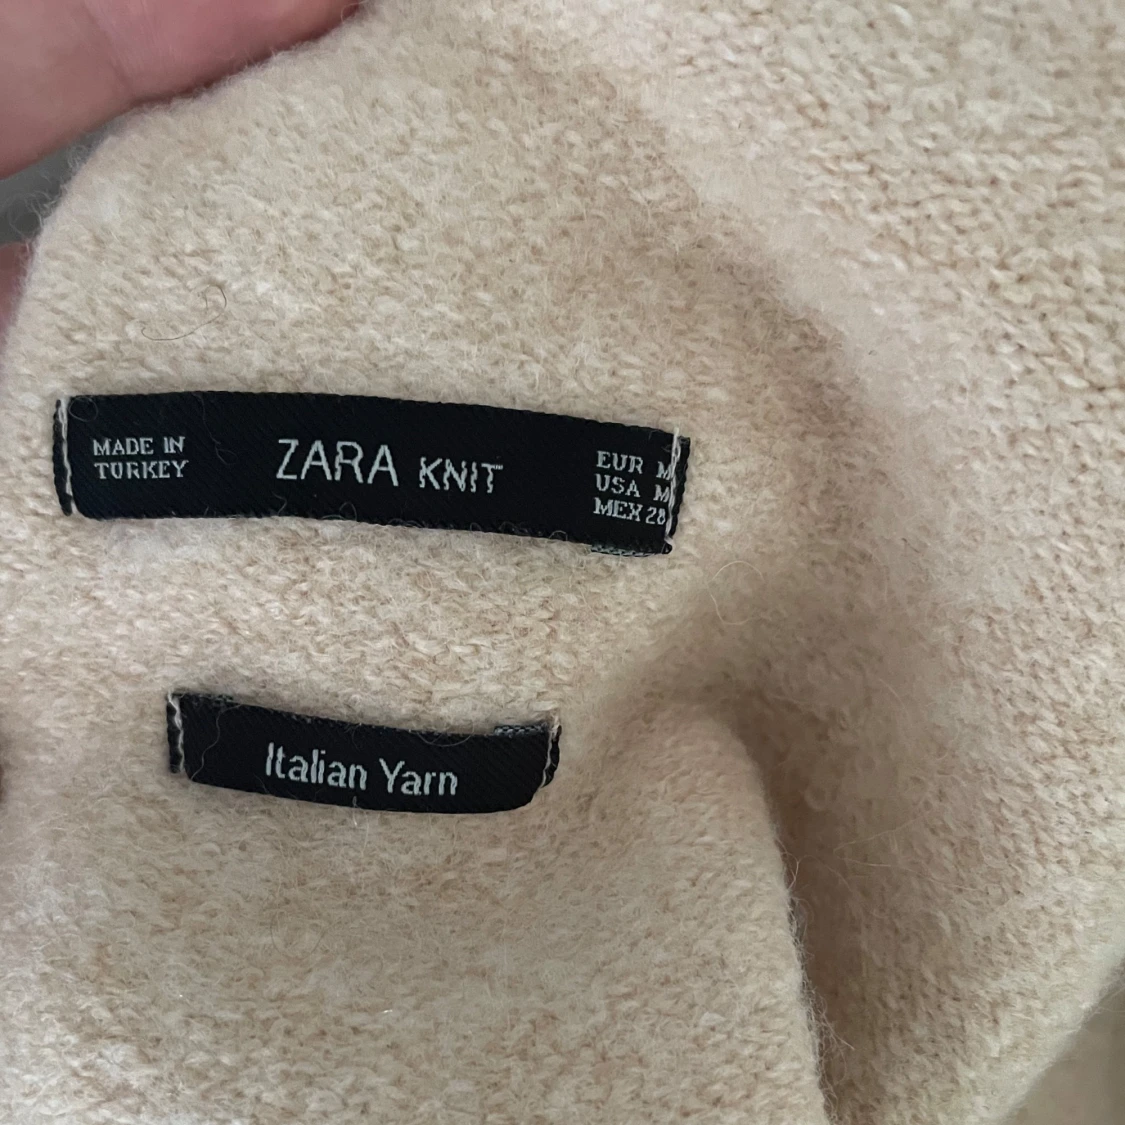 MADE IN
TURKEY
ZARA KNIT
EUR M
USA M
MEX 28
Italian Yarn